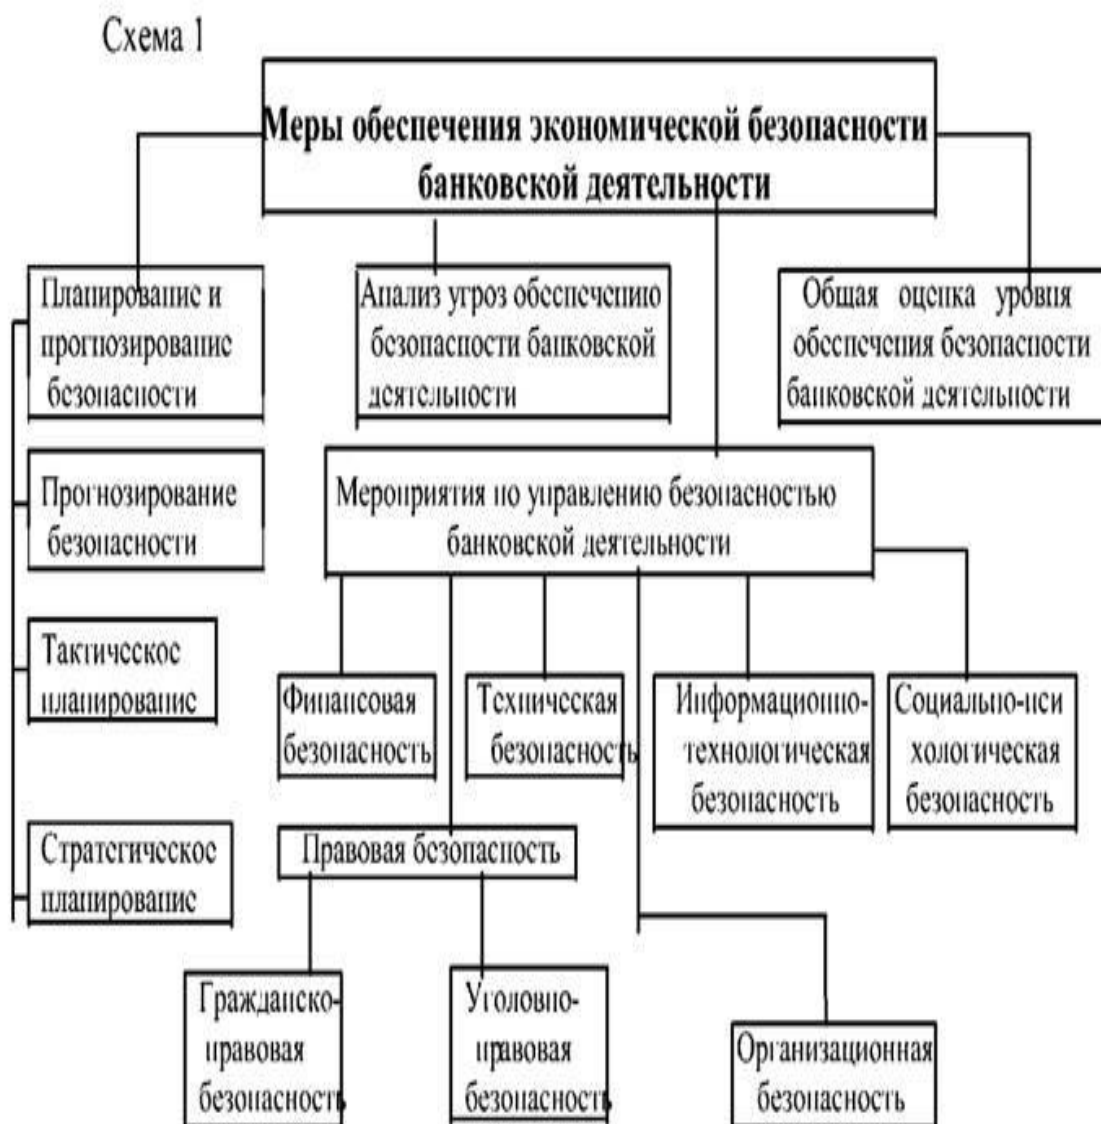 Схема 1
Меры обеспечения экономической безопасности
банковской деятельности
Планирование и
прогнозирование
безопасности
Анализ угроз обеспечению
безопасности банковской
деятельности
Общая оценка уровня
обеспечения безопасности
банковской деятельности
Прогнозирование
безопасности
Мероприятия по управлению безопасностью
банковской деятельности
Тактическое
планирование
Финансовая
безопасность
Техническая
безопасность
Информационно-
технологическая
безопасность
Социально-пси
хологическая
безопасность
Стратегическое
планирование
Правовая безопасность
Гражданско-
правовая
безопасность
Уголовно-
правовая
безопасность
Организационная
безопасность